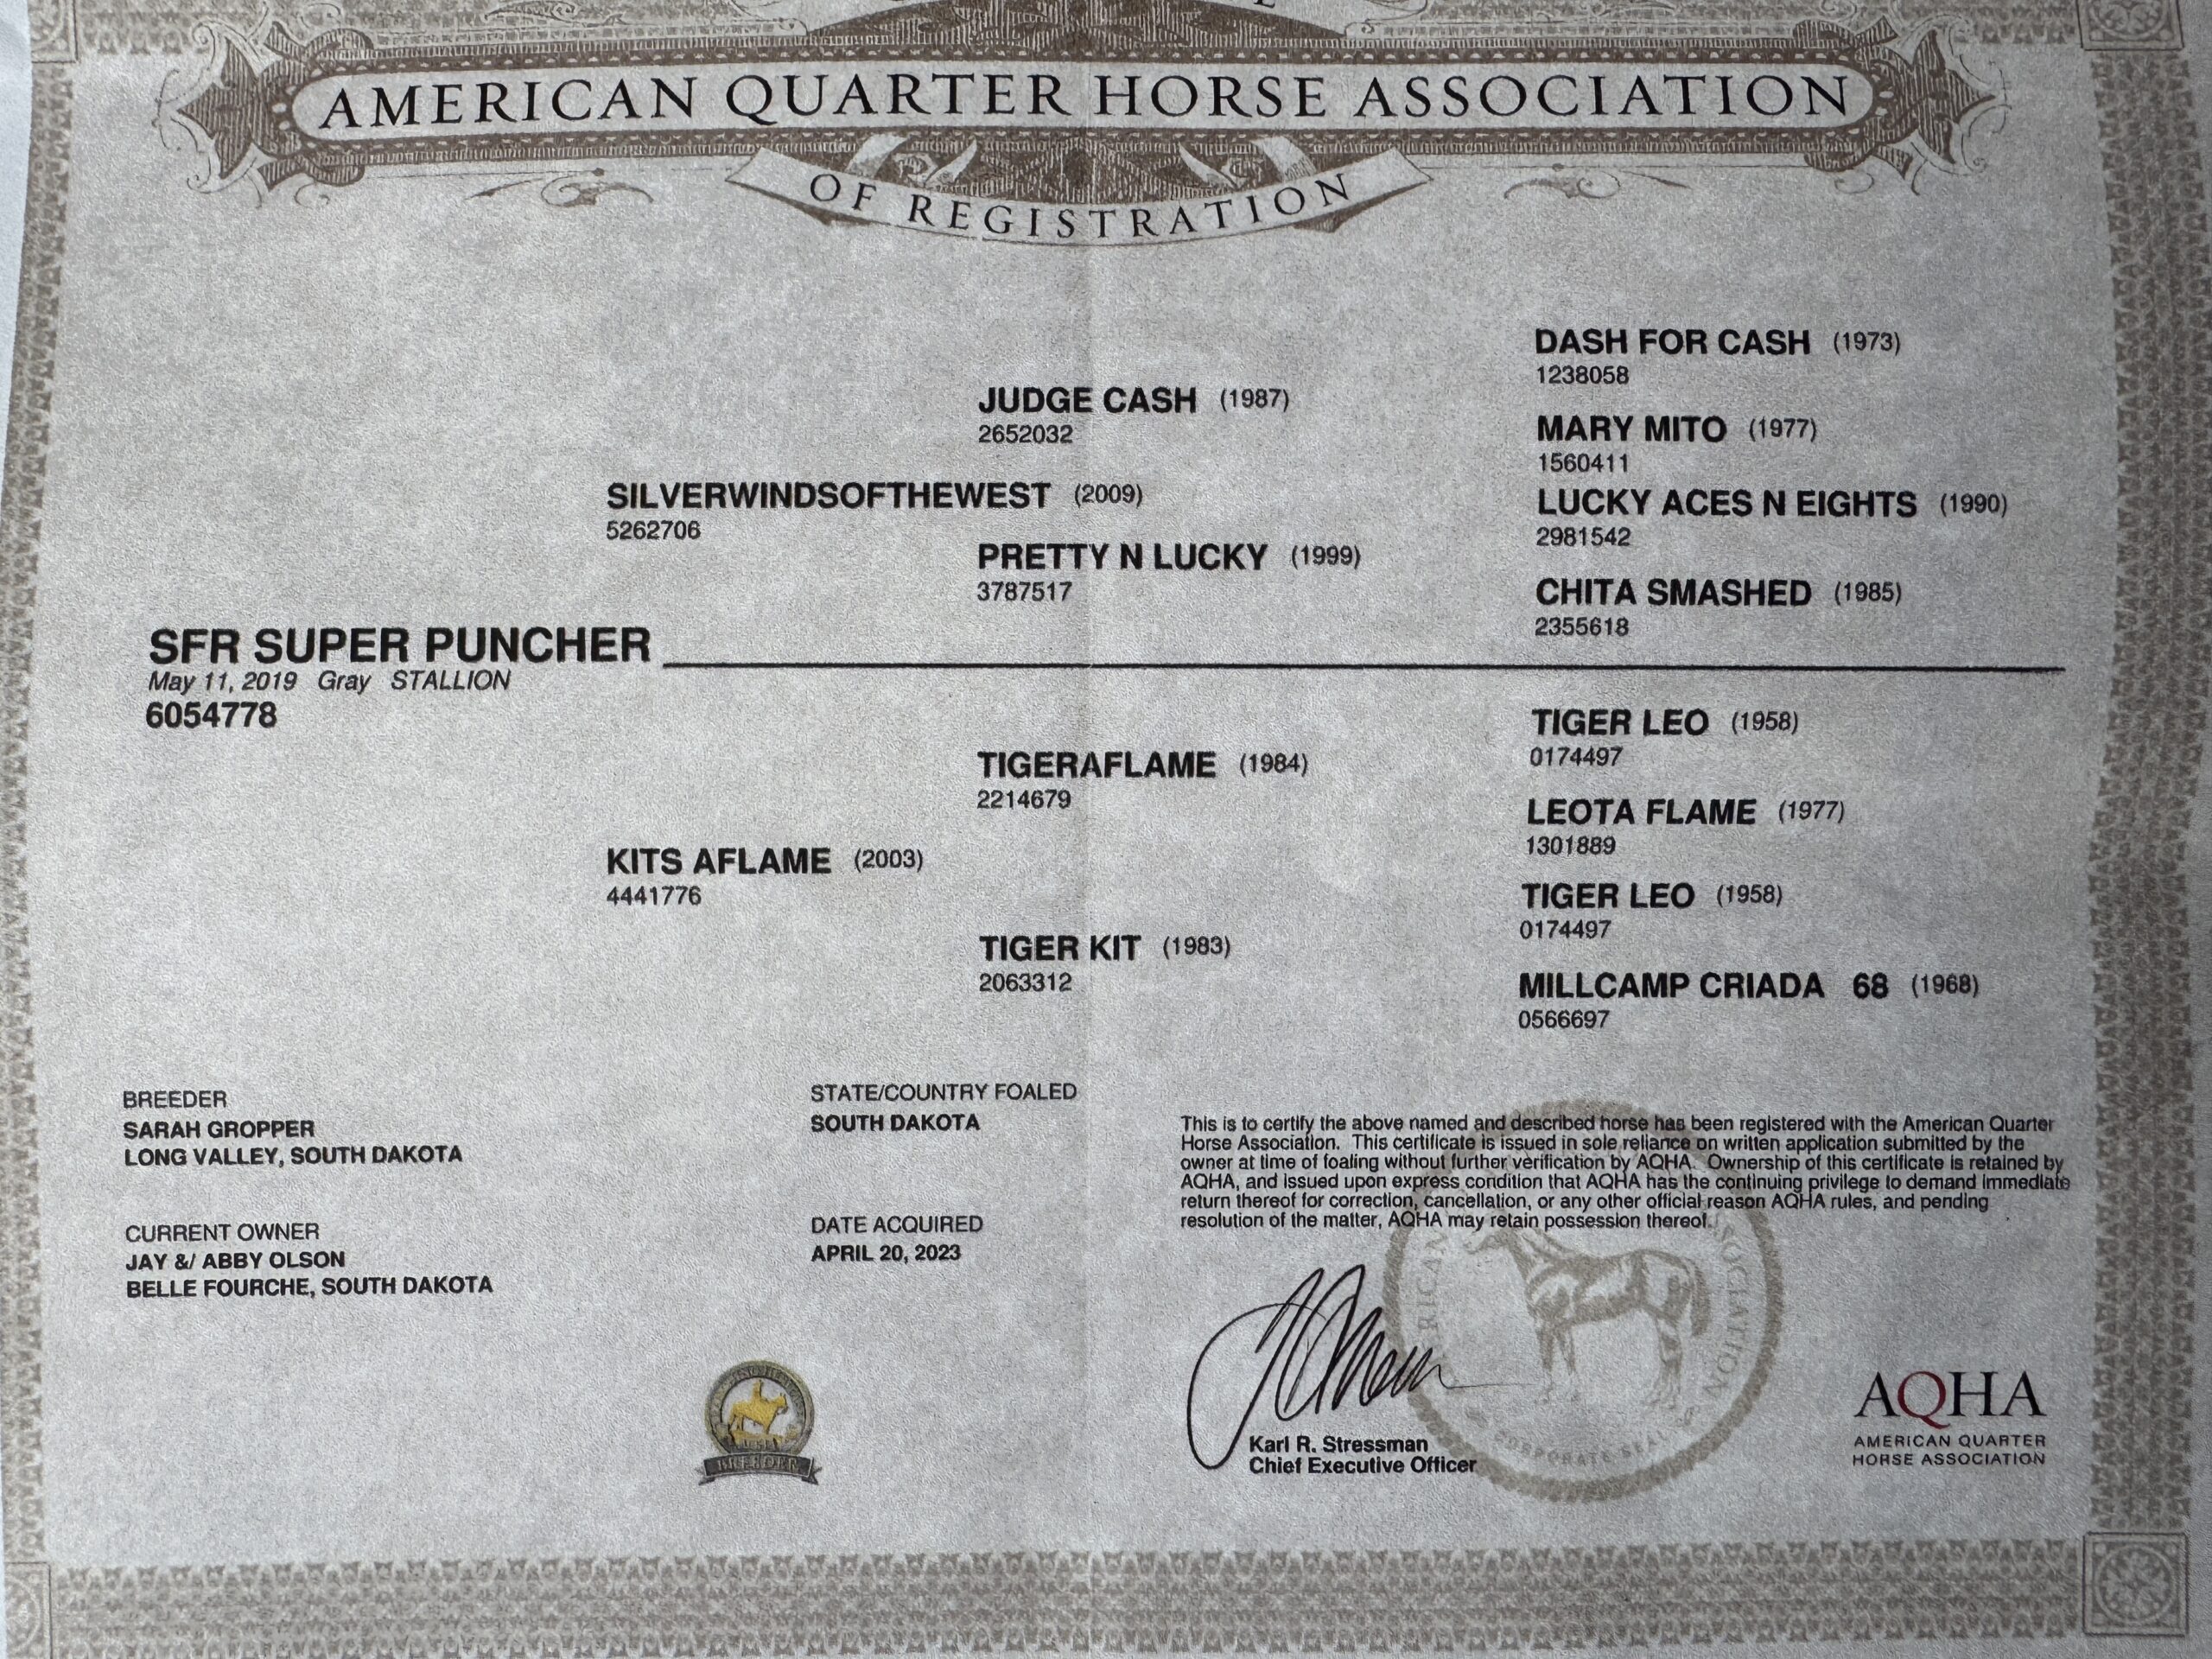 AMERICAN QUARTER HORSE ASSOCIATION
OF REGISTRATION
DASH FOR CASH (1973)
1238058
JUDGE CASH (1987)
2652032
MARY MITO (1977)
1560411
SILVERWINDSOFTHEWEST (2009)
5262706
LUCKY ACES N EIGHTS (1990)
2981542
PRETTY N LUCKY (1999)
3787517
CHITA SMASHED (1985)
2355618
SFR SUPER PUNCHER
May 11, 2019 Gray STALLION
6054778
TIGER LEO (1958)
0174497
TIGERAFLAME (1984)
2214679
LEOTA FLAME (1977)
1301889
KITS AFLAME (2003)
4441776
TIGER LEO (1958)
0174497
TIGER KIT (1983)
2063312
MILLCAMP CRIADA 68 (1968)
0566697
BREEDER
SARAH GROPPER
LONG VALLEY, SOUTH DAKOTA
STATE/COUNTRY FOALED
SOUTH DAKOTA
CURRENT OWNER
JAY &/ ABBY OLSON
BELLE FOURCHE, SOUTH DAKOTA
DATE ACQUIRED
APRIL 20, 2023
This is to certify the above named and described horse has been registered with the American Quarter
Horse Association. This certificate is issued in sole reliance on written application submitted by the
owner at time of foaling without further verification by AQHA. Ownership of this certificate is retained by
AQHA, and issued upon express condition that AQHA has the continuing privilege to demand immediate
return thereof for correction, cancellation, or any other official reason AQHA rules, and pending
resolution of the matter, AQHA may retain possession thereof.
Karl R. Stressman
Chief Executive Officer
CORPORATE SEAL
BREEDER
AQHA
AMERICAN QUARTER
HORSE ASSOCIATION